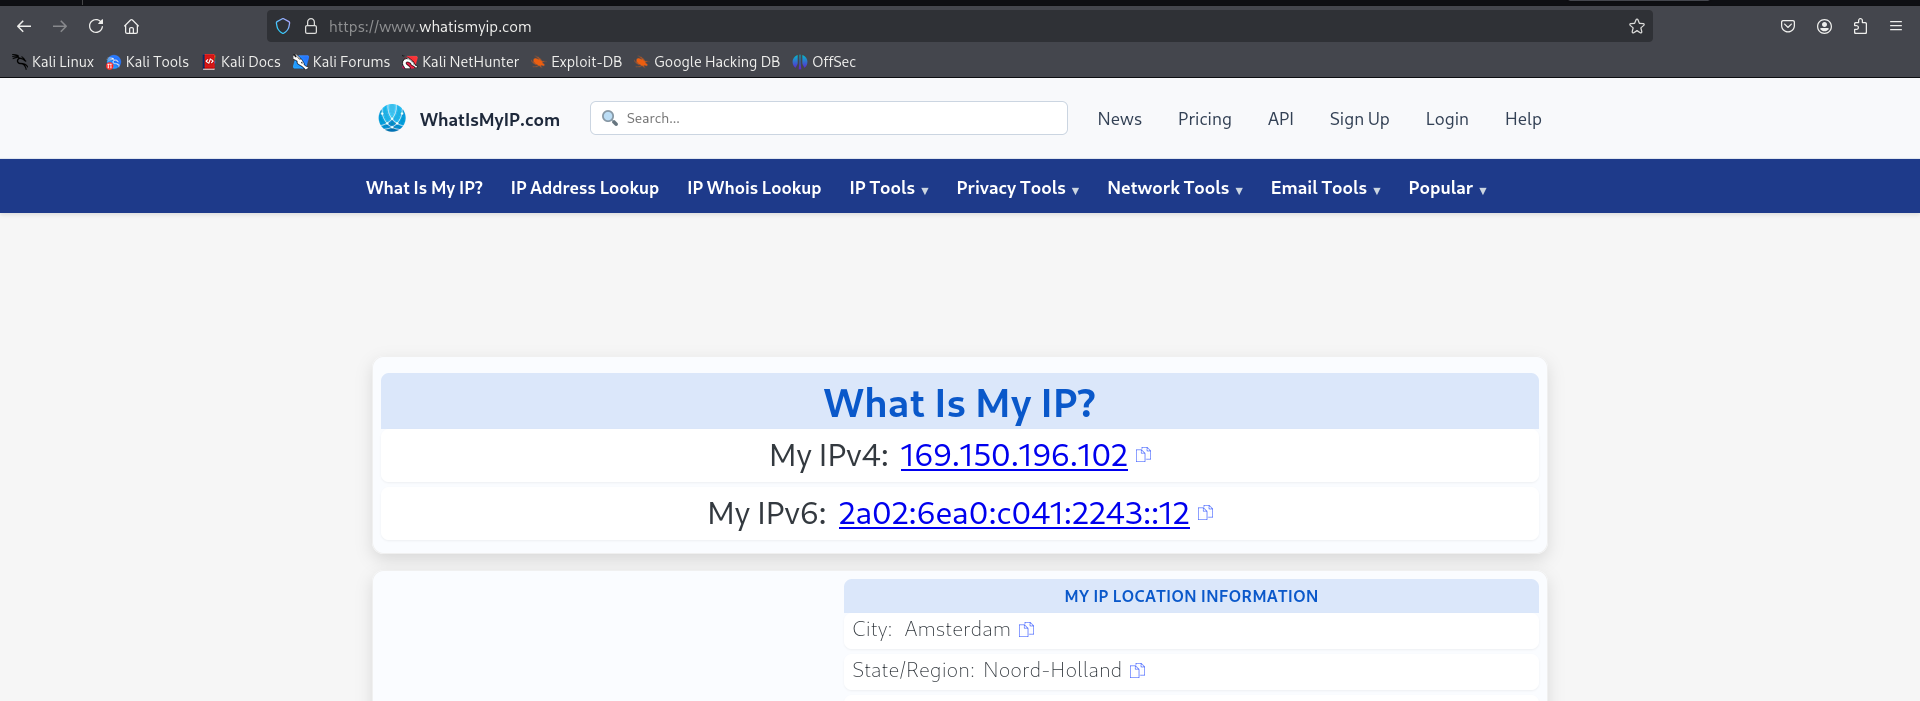 https://www.whatismyip.com
Kali Linux Kali Tools Kali Docs Kali Forums Kali NetHunter Exploit-DB Google Hacking DB OffSec
WhatIsMyIP.com Search... News Pricing API Sign Up Login Help
What Is My IP? IP Address Lookup IP Whois Lookup IP Tools ▾ Privacy Tools ▾ Network Tools ▾ Email Tools ▾ Popular ▾
What Is My IP?
My IPv4: 169.150.196.102
My IPv6: 2a02:6ea0:c041:2243::12
MY IP LOCATION INFORMATION
City: Amsterdam
State/Region: Noord-Holland